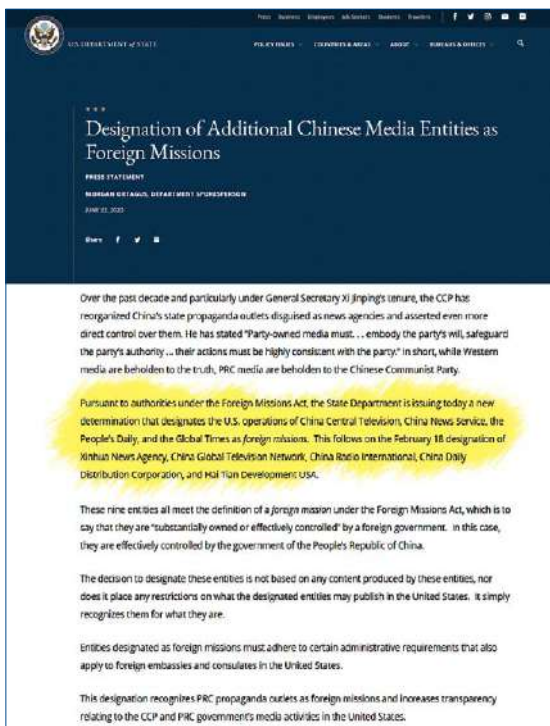 Press Business Employees Job Seekers Students Travelers
U.S. DEPARTMENT of STATE
POLICY ISSUES COUNTRIES & AREAS ABOUT BUREAUS & OFFICES
Designation of Additional Chinese Media Entities as
Foreign Missions
PRESS STATEMENT
MORGAN ORTAGUS, DEPARTMENT SPOKESPERSON
JUNE 22, 2020
Share
Over the past decade and particularly under General Secretary Xi Jinping's tenure, the CCP has
reorganized China's state propaganda outlets disguised as news agencies and asserted even more
direct control over them. He has stated "Party-owned media must. . . embody the party's will, safeguard
the party's authority ... their actions must be highly consistent with the party." In short, while Western
media are beholden to the truth, PRC media are beholden to the Chinese Communist Party.
Pursuant to authorities under the Foreign Missions Act, the State Department is issuing today a new
determination that designates the U.S. operations of China Central Television, China News Service, the
People's Daily, and the Global Times as foreign missions. This follows on the February 18 designation of
Xinhua News Agency, China Global Television Network, China Radio International, China Daily
Distribution Corporation, and Hai Tian Development USA.
These nine entities all meet the definition of a foreign mission under the Foreign Missions Act, which is to
say that they are "substantially owned or effectively controlled" by a foreign government. In this case,
they are effectively controlled by the government of the People's Republic of China.
The decision to designate these entities is not based on any content produced by these entities, nor
does it place any restrictions on what the designated entities may publish in the United States. It simply
recognizes them for what they are.
Entities designated as foreign missions must adhere to certain administrative requirements that also
apply to foreign embassies and consulates in the United States.
This designation recognizes PRC propaganda outlets as foreign missions and increases transparency
relating to the CCP and PRC government's media activities in the United States.